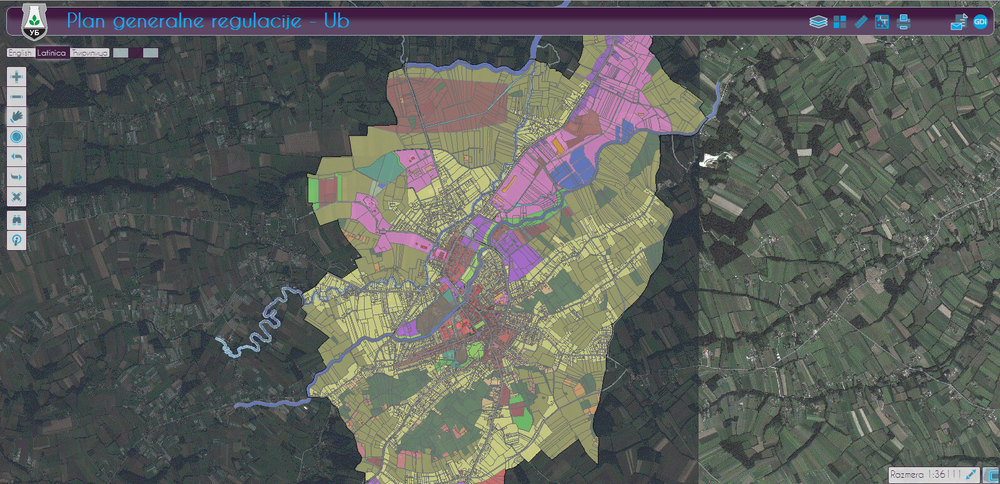 УБ
Plan generalne regulacije - Ub
GDI
English Latinica Ћирилица
Razmera 1:36111